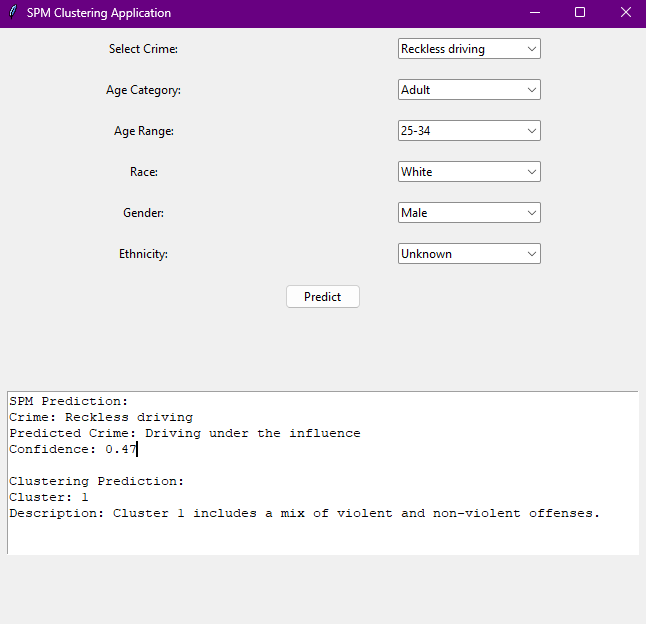 SPM Clustering Application
Select Crime: Reckless driving
Age Category: Adult
Age Range: 25-34
Race: White
Gender: Male
Ethnicity: Unknown
Predict
SPM Prediction:
Crime: Reckless driving
Predicted Crime: Driving under the influence
Confidence: 0.47
Clustering Prediction:
Cluster: 1
Description: Cluster 1 includes a mix of violent and non-violent offenses.